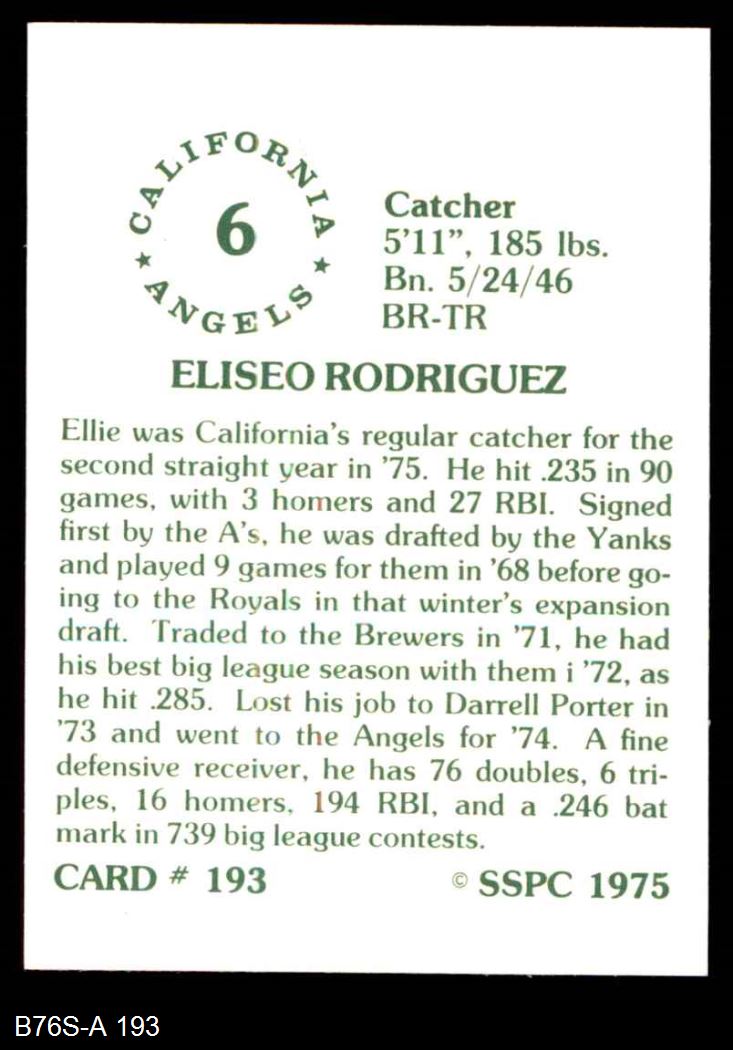 CALIFORNIA
6
★ ANGELS ★
Catcher
5'11", 185 lbs.
Bn. 5/24/46
BR-TR
ELISEO RODRIGUEZ
Ellie was California's regular catcher for the
second straight year in '75. He hit .235 in 90
games, with 3 homers and 27 RBI. Signed
first by the A's, he was drafted by the Yanks
and played 9 games for them in '68 before go-
ing to the Royals in that winter's expansion
draft. Traded to the Brewers in '71, he had
his best big league season with them i '72, as
he hit .285. Lost his job to Darrell Porter in
'73 and went to the Angels for '74. A fine
defensive receiver, he has 76 doubles, 6 tri-
ples, 16 homers, 194 RBI, and a .246 bat
mark in 739 big league contests.
CARD # 193 © SSPC 1975
B76S-A 193